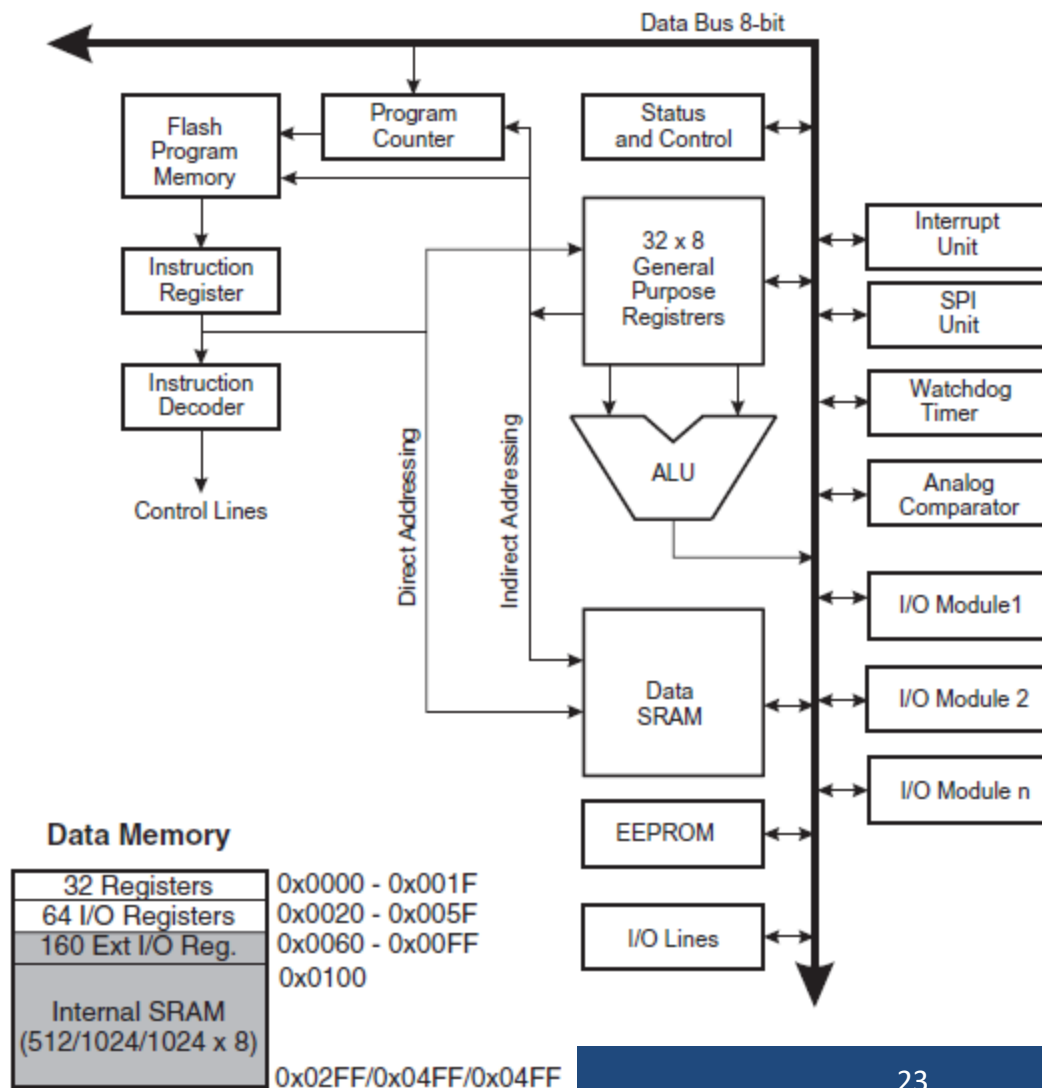 Data Bus 8-bit
Flash
Program
Memory
Program
Counter
Status
and Control
Instruction
Register
32 x 8
General
Purpose
Registrers
Interrupt
Unit
SPI
Unit
Instruction
Decoder
Watchdog
Timer
Control Lines
Direct Addressing
Indirect Addressing
ALU
Analog
Comparator
I/O Module1
Data
SRAM
I/O Module 2
I/O Module n
EEPROM
I/O Lines
Data Memory
32 Registers 0x0000 - 0x001F
64 I/O Registers 0x0020 - 0x005F
160 Ext I/O Reg. 0x0060 - 0x00FF
0x0100
Internal SRAM
(512/1024/1024 x 8)
0x02FF/0x04FF/0x04FF
23